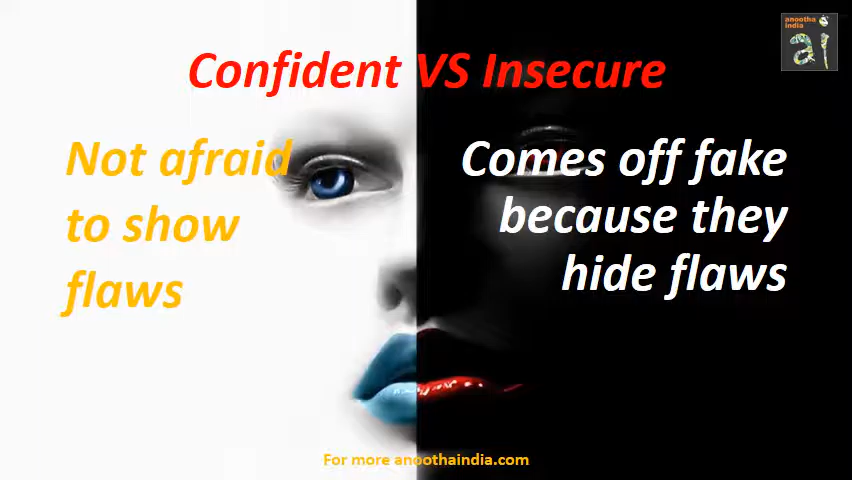 anootha
india
ai
Confident VS Insecure
Not afraid
to show
flaws
Comes off fake
because they
hide flaws
For more anoothaindia.com